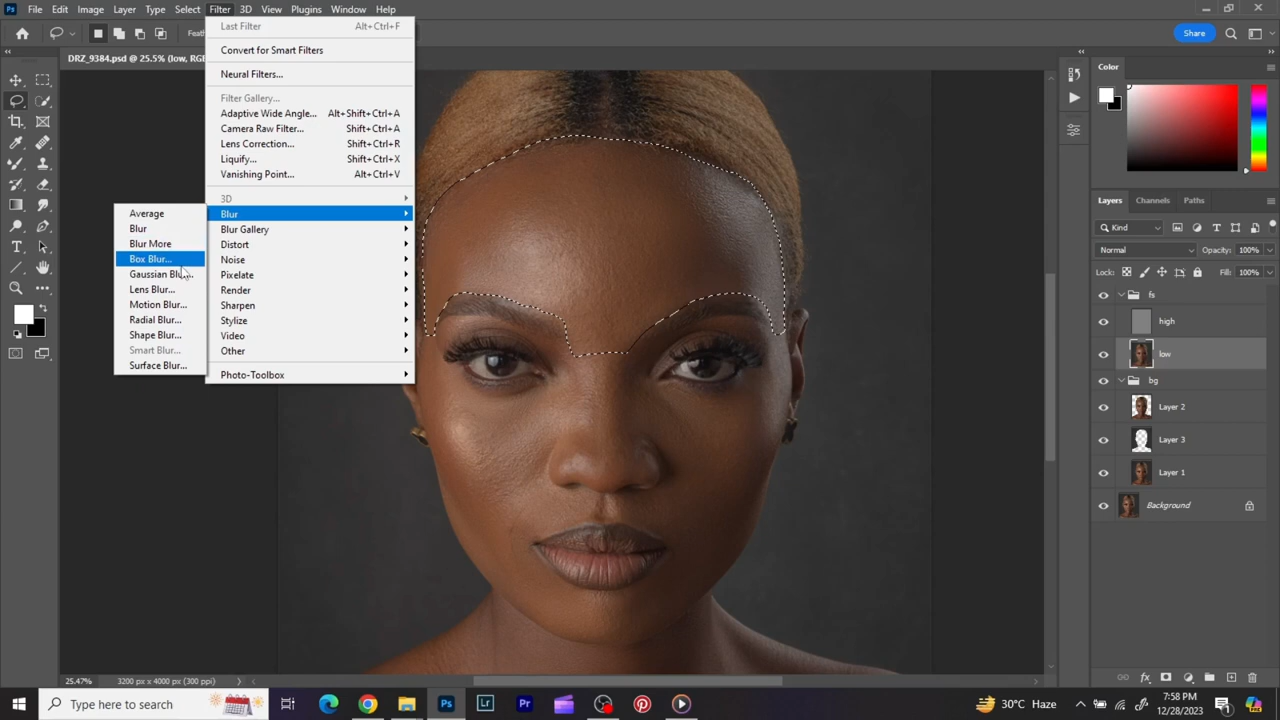 Ps File Edit Image Layer Type Select Filter 3D View Plugins Window Help
Feath
Share
DRZ_9384.psd @ 25.5% (low, RGB
Last Filter Alt+Ctrl+F
Convert for Smart Filters
Neural Filters...
Filter Gallery...
Adaptive Wide Angle... Alt+Shift+Ctrl+A
Camera Raw Filter... Shift+Ctrl+A
Lens Correction... Shift+Ctrl+R
Liquify... Shift+Ctrl+X
Vanishing Point... Alt+Ctrl+V
3D
Blur
Blur Gallery
Distort
Noise
Pixelate
Render
Sharpen
Stylize
Video
Other
Photo-Toolbox
Average
Blur
Blur More
Box Blur...
Gaussian Blur...
Lens Blur...
Motion Blur...
Radial Blur...
Shape Blur...
Smart Blur...
Surface Blur...
Color
Layers Channels Paths
Kind
Normal Opacity: 100%
Lock: Fill: 100%
fs
high
low
bg
Layer 2
Layer 3
Layer 1
Background
25.47% 3200 px x 4000 px (300 ppi)
Type here to search
Ps Lr Pr
30°C Haze
7:58 PM
12/28/2023